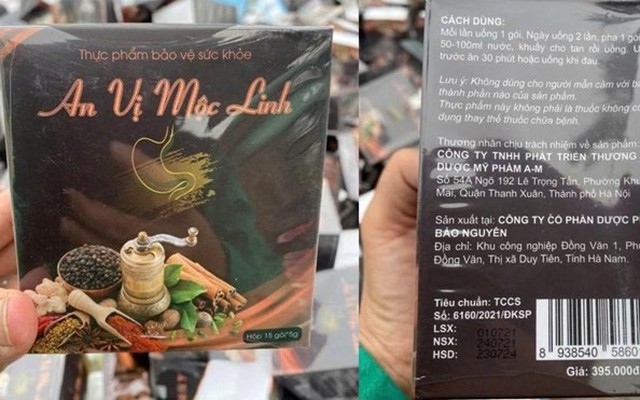 Thực phẩm bảo vệ sức khỏe
An Vị Mộc Linh
Hộp 15 gói*5g
CÁCH DÙNG:
Mỗi lần uống 1 gói. Ngày uống 2 lần, pha 1 gói
50-100ml nước, khuấy cho tan rồi uống. U
trước ăn 30 phút hoặc uống khi đau.
Lưu ý: Không dùng cho người mẫn cảm với bấ
thành phần nào của sản phẩm.
Thực phẩm này không phải là thuốc không có
dụng thay thế thuốc chữa bệnh.
Thương nhân chịu trách nhiệm về sản phẩm:
CÔNG TY TNHH PHÁT TRIỂN THƯƠNG
DƯỢC MỸ PHẨM A-M
Số 54A Ngõ 192 Lê Trọng Tấn, Phường Khư
Mai, Quận Thanh Xuân, Thành phố Hà Nội
Sản xuất tại: CÔNG TY CỔ PHẦN DƯỢC P
BẢO NGUYÊN
Địa chỉ: Khu công nghiệp Đồng Văn 1, Phư
Đồng Văn, Thị xã Duy Tiên, Tỉnh Hà Nam.
Tiêu chuẩn: TCCS
Số: 6160/2021/ĐKSP
LSX: 010721
NSX: 240721
HSD: 230724
8 938540 58601
Giá: 395.000đ